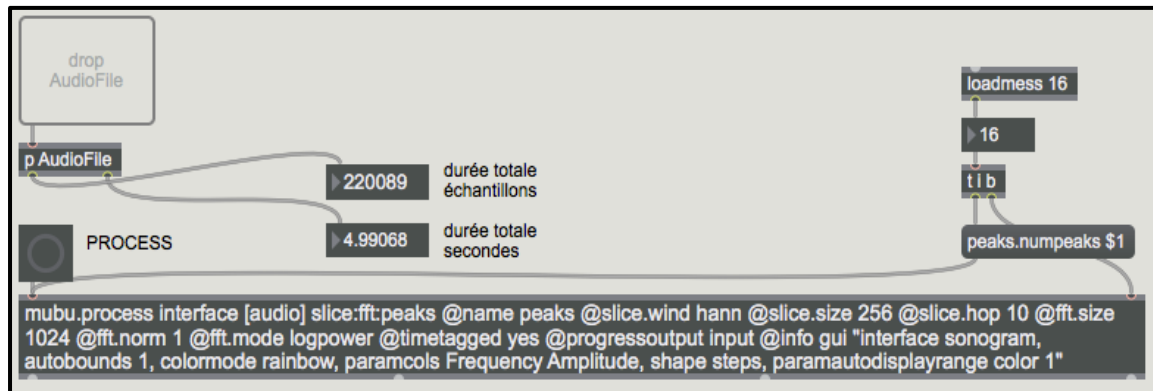 drop
AudioFile
loadmess 16
16
p AudioFile
t l b
220089
durée totale
échantillons
4.99068
durée totale
secondes
PROCESS
peaks.numpeaks $1
mubu.process interface [audio] slice:fft:peaks @name peaks @slice.wind hann @slice.size 256 @slice.hop 10 @fft.size
1024 @fft.norm 1 @fft.mode logpower @timetagged yes @progressoutput input @info gui "interface sonogram,
autobounds 1, colormode rainbow, paramcols Frequency Amplitude, shape steps, paramautodisplayrange color 1"